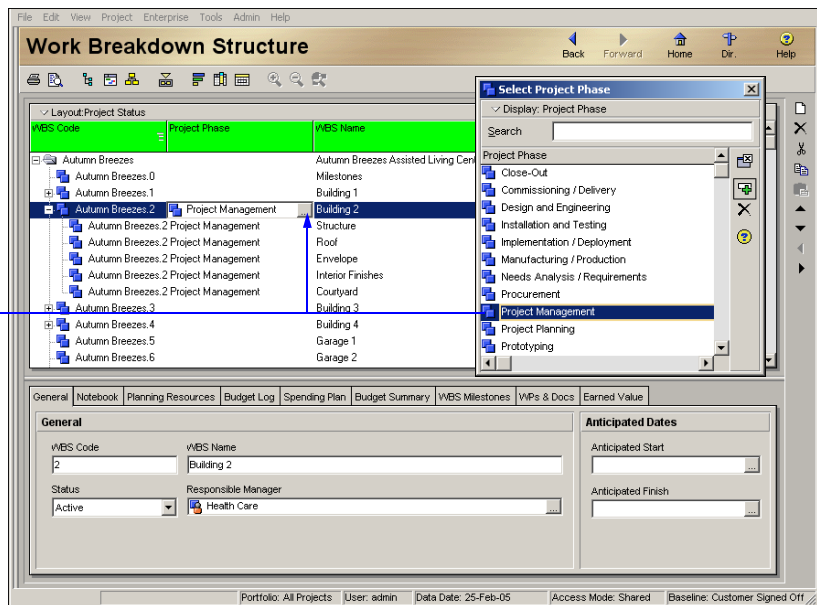 File Edit View Project Enterprise Tools Admin Help
Work Breakdown Structure
Back Forward Home Dir. Help
Layout:Project Status
WBS Code Project Phase WBS Name
Autumn Breezes Autumn Breezes Assisted Living Cen
Autumn Breezes.0 Milestones
Autumn Breezes.1 Building 1
Autumn Breezes.2 Project Management ... Building 2
Autumn Breezes.2 Project Management Structure
Autumn Breezes.2 Project Management Roof
Autumn Breezes.2 Project Management Envelope
Autumn Breezes.2 Project Management Interior Finishes
Autumn Breezes.2 Project Management Courtyard
Autumn Breezes.3 Building 3
Autumn Breezes.4 Building 4
Autumn Breezes.5 Garage 1
Autumn Breezes.6 Garage 2
Select Project Phase
Display: Project Phase
Search
Project Phase
Close-Out
Commissioning / Delivery
Design and Engineering
Installation and Testing
Implementation / Deployment
Manufacturing / Production
Needs Analysis / Requirements
Procurement
Project Management
Project Planning
Prototyping
General Notebook Planning Resources Budget Log Spending Plan Budget Summary WBS Milestones WPs & Docs Earned Value
General
WBS Code WBS Name
2 Building 2
Status Responsible Manager
Active Health Care ...
Anticipated Dates
Anticipated Start
...
Anticipated Finish
...
Portfolio: All Projects User: admin Data Date: 25-Feb-05 Access Mode: Shared Baseline: Customer Signed Off